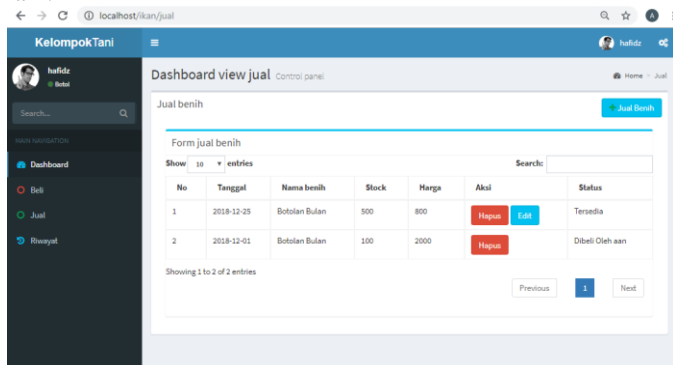 localhost/ikan/jual
A
KelompokTani
hafidz
hafidz
Botol
Search...
MAIN NAVIGATION
Dashboard
Beli
Jual
Riwayat
Dashboard view jual Control panel
Home > Jual
Jual benih
+ Jual Benih
Form jual benih
Show 10 entries
Search:
No Tanggal Nama benih Stock Harga Aksi Status
1 2018-12-25 Botolan Bulan 500 800 Hapus Edit Tersedia
2 2018-12-01 Botolan Bulan 100 2000 Hapus Dibeli Oleh aan
Showing 1 to 2 of 2 entries
Previous 1 Next